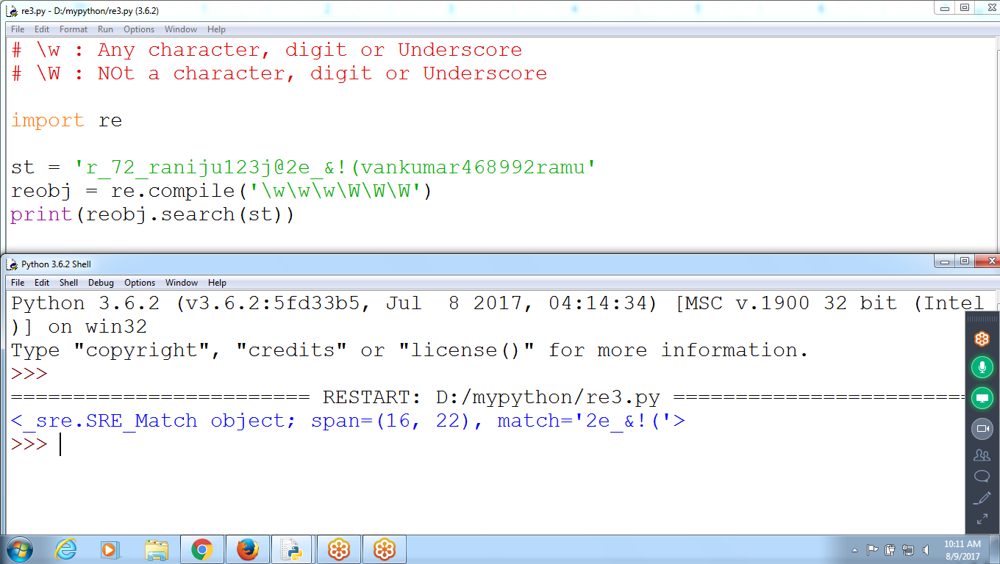 re3.py - D:/mypython/re3.py (3.6.2)
File Edit Format Run Options Window Help
# \w : Any character, digit or Underscore
# \W : NOt a character, digit or Underscore
import re
st = 'r_72_raniju123j@2e_&!(vankumar468992ramu'
reobj = re.compile('\w\w\w\W\W\W')
print(reobj.search(st))
Python 3.6.2 Shell
File Edit Shell Debug Options Window Help
Python 3.6.2 (v3.6.2:5fd33b5, Jul  8 2017, 04:14:34) [MSC v.1900 32 bit (Intel
)] on win32
Type "copyright", "credits" or "license()" for more information.
>>>
======================== RESTART: D:/mypython/re3.py ========================
<_sre.SRE_Match object; span=(16, 22), match='2e_&!('>
>>>
10:11 AM
8/9/2017